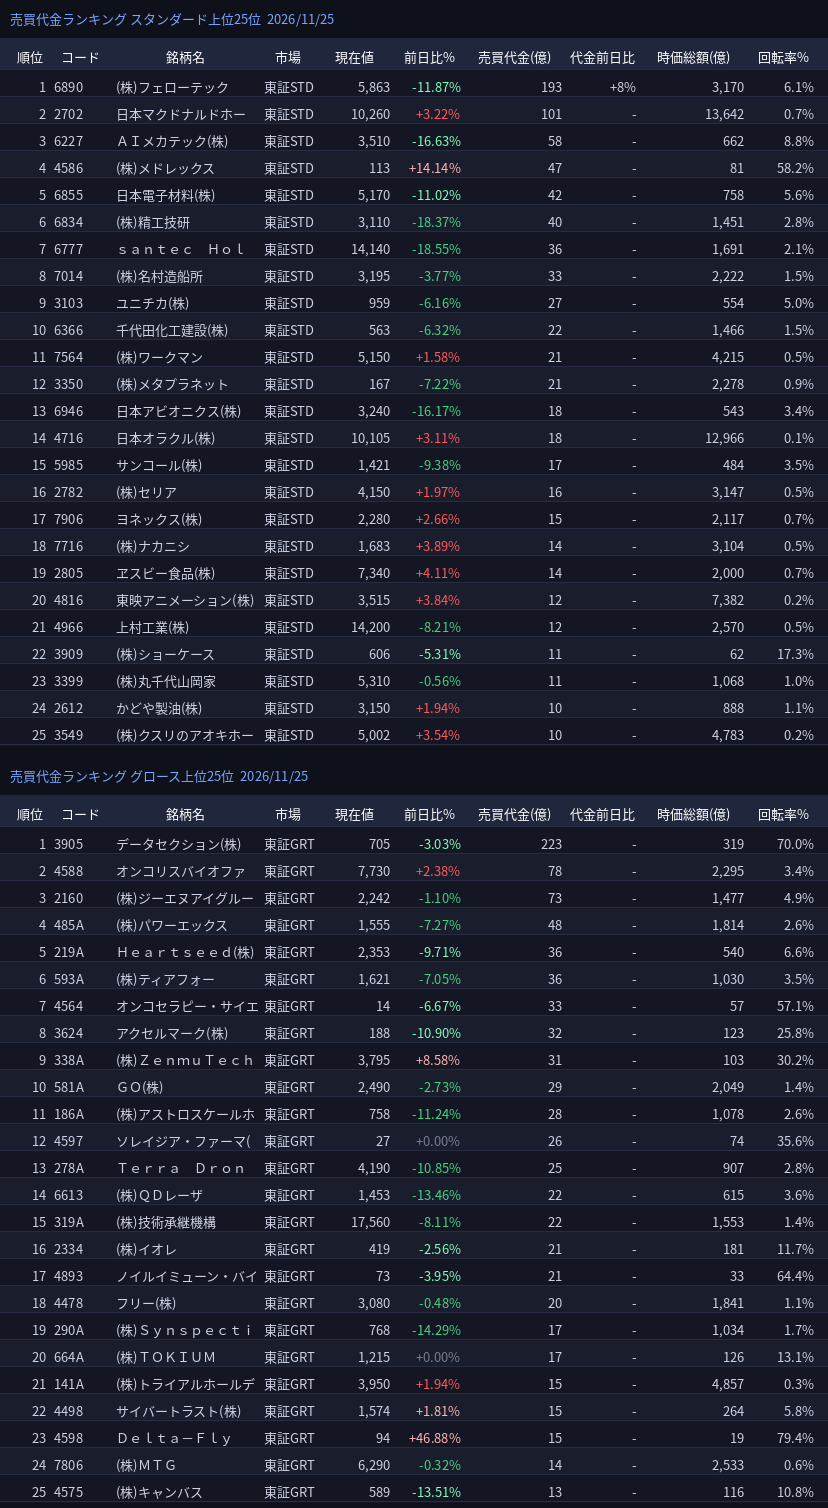 売買代金ランキング スタンダード上位25位 2026/11/25
順位 コード 銘柄名 市場 現在値 前日比% 売買代金(億) 代金前日比 時価総額(億) 回転率%
1 6890 (株)フェローテック 東証STD 5,863 -11.87% 193 +8% 3,170 6.1%
2 2702 日本マクドナルドホー 東証STD 10,260 +3.22% 101 - 13,642 0.7%
3 6227 ＡＩメカテック(株) 東証STD 3,510 -16.63% 58 - 662 8.8%
4 4586 (株)メドレックス 東証STD 113 +14.14% 47 - 81 58.2%
5 6855 日本電子材料(株) 東証STD 5,170 -11.02% 42 - 758 5.6%
6 6834 (株)精工技研 東証STD 3,110 -18.37% 40 - 1,451 2.8%
7 6777 ｓａｎｔｅｃ　Ｈｏｌ 東証STD 14,140 -18.55% 36 - 1,691 2.1%
8 7014 (株)名村造船所 東証STD 3,195 -3.77% 33 - 2,222 1.5%
9 3103 ユニチカ(株) 東証STD 959 -6.16% 27 - 554 5.0%
10 6366 千代田化工建設(株) 東証STD 563 -6.32% 22 - 1,466 1.5%
11 7564 (株)ワークマン 東証STD 5,150 +1.58% 21 - 4,215 0.5%
12 3350 (株)メタプラネット 東証STD 167 -7.22% 21 - 2,278 0.9%
13 6946 日本アビオニクス(株) 東証STD 3,240 -16.17% 18 - 543 3.4%
14 4716 日本オラクル(株) 東証STD 10,105 +3.11% 18 - 12,966 0.1%
15 5985 サンコール(株) 東証STD 1,421 -9.38% 17 - 484 3.5%
16 2782 (株)セリア 東証STD 4,150 +1.97% 16 - 3,147 0.5%
17 7906 ヨネックス(株) 東証STD 2,280 +2.66% 15 - 2,117 0.7%
18 7716 (株)ナカニシ 東証STD 1,683 +3.89% 14 - 3,104 0.5%
19 2805 ヱスビー食品(株) 東証STD 7,340 +4.11% 14 - 2,000 0.7%
20 4816 東映アニメーション(株) 東証STD 3,515 +3.84% 12 - 7,382 0.2%
21 4966 上村工業(株) 東証STD 14,200 -8.21% 12 - 2,570 0.5%
22 3909 (株)ショーケース 東証STD 606 -5.31% 11 - 62 17.3%
23 3399 (株)丸千代山岡家 東証STD 5,310 -0.56% 11 - 1,068 1.0%
24 2612 かどや製油(株) 東証STD 3,150 +1.94% 10 - 888 1.1%
25 3549 (株)クスリのアオキホー 東証STD 5,002 +3.54% 10 - 4,783 0.2%
売買代金ランキング グロース上位25位 2026/11/25
順位 コード 銘柄名 市場 現在値 前日比% 売買代金(億) 代金前日比 時価総額(億) 回転率%
1 3905 データセクション(株) 東証GRT 705 -3.03% 223 - 319 70.0%
2 4588 オンコリスバイオファ 東証GRT 7,730 +2.38% 78 - 2,295 3.4%
3 2160 (株)ジーエヌアイグルー 東証GRT 2,242 -1.10% 73 - 1,477 4.9%
4 485A (株)パワーエックス 東証GRT 1,555 -7.27% 48 - 1,814 2.6%
5 219A Ｈｅａｒｔｓｅｅｄ(株) 東証GRT 2,353 -9.71% 36 - 540 6.6%
6 593A (株)ティアフォー 東証GRT 1,621 -7.05% 36 - 1,030 3.5%
7 4564 オンコセラピー・サイエ 東証GRT 14 -6.67% 33 - 57 57.1%
8 3624 アクセルマーク(株) 東証GRT 188 -10.90% 32 - 123 25.8%
9 338A (株)ＺｅｎｍｕＴｅｃｈ 東証GRT 3,795 +8.58% 31 - 103 30.2%
10 581A ＧＯ(株) 東証GRT 2,490 -2.73% 29 - 2,049 1.4%
11 186A (株)アストロスケールホ 東証GRT 758 -11.24% 28 - 1,078 2.6%
12 4597 ソレイジア・ファーマ( 東証GRT 27 +0.00% 26 - 74 35.6%
13 278A Ｔｅｒｒａ　Ｄｒｏｎ 東証GRT 4,190 -10.85% 25 - 907 2.8%
14 6613 (株)ＱＤレーザ 東証GRT 1,453 -13.46% 22 - 615 3.6%
15 319A (株)技術承継機構 東証GRT 17,560 -8.11% 22 - 1,553 1.4%
16 2334 (株)イオレ 東証GRT 419 -2.56% 21 - 181 11.7%
17 4893 ノイルイミューン・バイ 東証GRT 73 -3.95% 21 - 33 64.4%
18 4478 フリー(株) 東証GRT 3,080 -0.48% 20 - 1,841 1.1%
19 290A (株)Ｓｙｎｓｐｅｃｔｉ 東証GRT 768 -14.29% 17 - 1,034 1.7%
20 664A (株)ＴＯＫＩＵＭ 東証GRT 1,215 +0.00% 17 - 126 13.1%
21 141A (株)トライアルホールデ 東証GRT 3,950 +1.94% 15 - 4,857 0.3%
22 4498 サイバートラスト(株) 東証GRT 1,574 +1.81% 15 - 264 5.8%
23 4598 Ｄｅｌｔａ－Ｆｌｙ 東証GRT 94 +46.88% 15 - 19 79.4%
24 7806 (株)ＭＴＧ 東証GRT 6,290 -0.32% 14 - 2,533 0.6%
25 4575 (株)キャンバス 東証GRT 589 -13.51% 13 - 116 10.8%